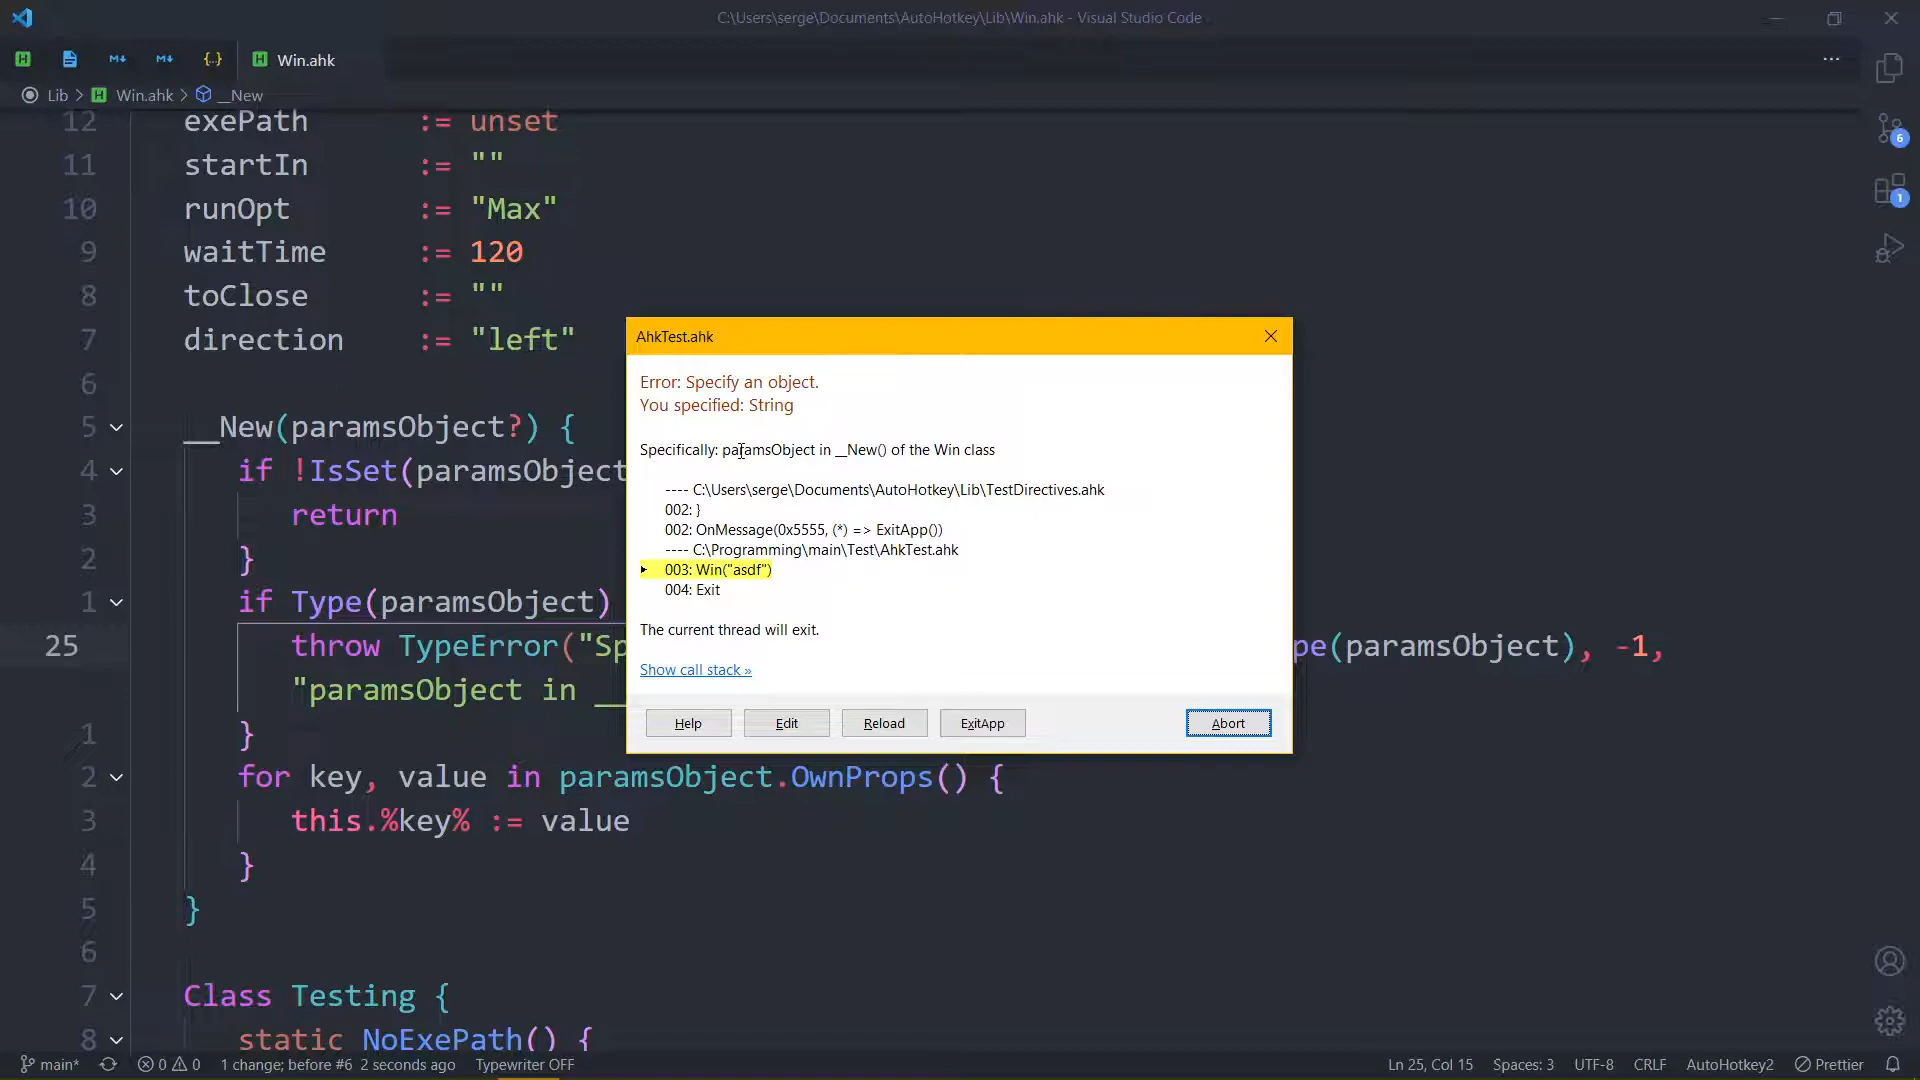 C:\Users\serge\Documents\AutoHotkey\Lib\Win.ahk - Visual Studio Code
Win.ahk
Lib > Win.ahk > __New
12 exePath := unset
11 startIn := ""
10 runOpt := "Max"
9 waitTime := 120
8 toClose := ""
7 direction := "left"
6
5 __New(paramsObject?) {
4 if !IsSet(paramsObject
3 return
2 }
1 if Type(paramsObject)
25 throw TypeError("Sp pe(paramsObject), -1,
"paramsObject in __
1 }
2 for key, value in paramsObject.OwnProps() {
3 this.%key% := value
4 }
5 }
6
7 Class Testing {
8 static NoExePath() {
AhkTest.ahk
Error: Specify an object.
You specified: String
Specifically: paramsObject in __New() of the Win class
---- C:\Users\serge\Documents\AutoHotkey\Lib\TestDirectives.ahk
002: }
002: OnMessage(0x5555, (*) => ExitApp())
---- C:\Programming\main\Test\AhkTest.ahk
003: Win("asdf")
004: Exit
The current thread will exit.
Show call stack »
Help Edit Reload ExitApp Abort
6
1
main* 0 0 1 change; before #6 2 seconds ago Typewriter OFF Ln 25, Col 15 Spaces: 3 UTF-8 CRLF AutoHotkey2 Prettier